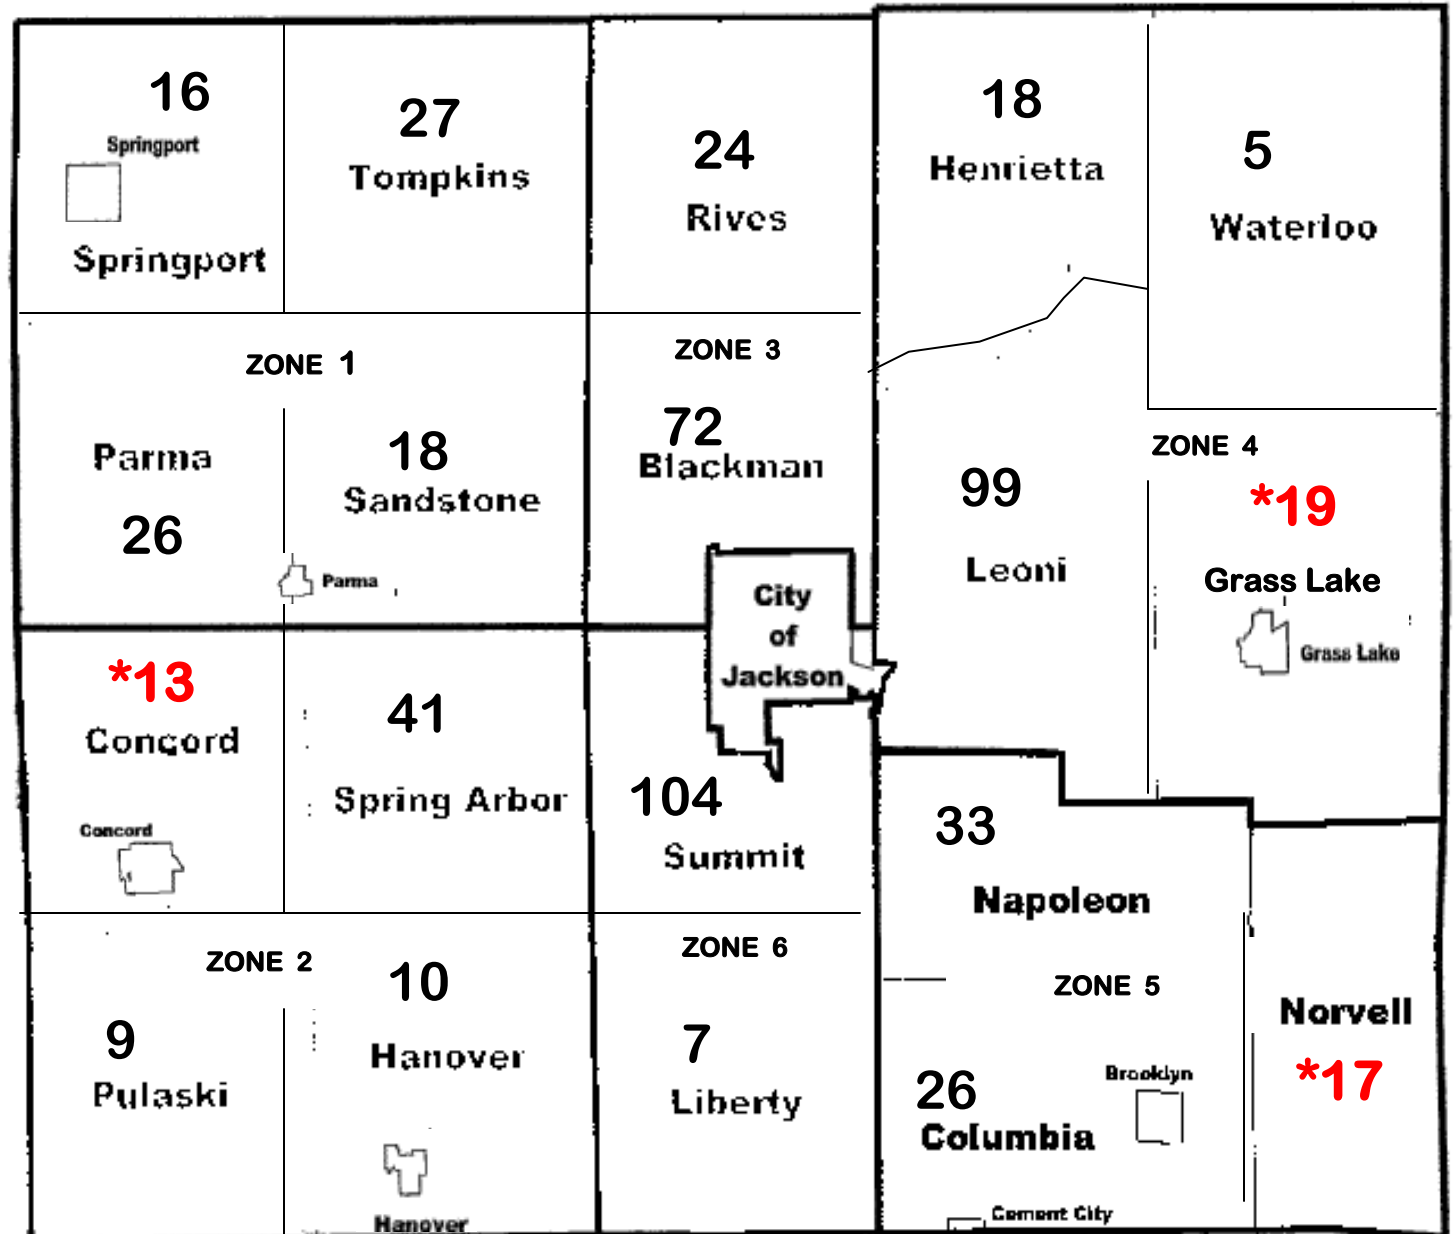 16
Springport
Springport
27
Tompkins
24
Rives
18
Henrietta
5
Waterloo
ZONE 1
Parma
26
18
Sandstone
Parma
ZONE 3
72
Blackman
City
of
Jackson
99
Leoni
ZONE 4
*19
Grass Lake
Grass Lake
*13
Concord
Concord
41
Spring Arbor
104
Summit
33
Napoleon
ZONE 2
9
Pulaski
10
Hanover
Hanover
ZONE 6
7
Liberty
ZONE 5
26
Columbia
Brooklyn
Cement City
Norvell
*17